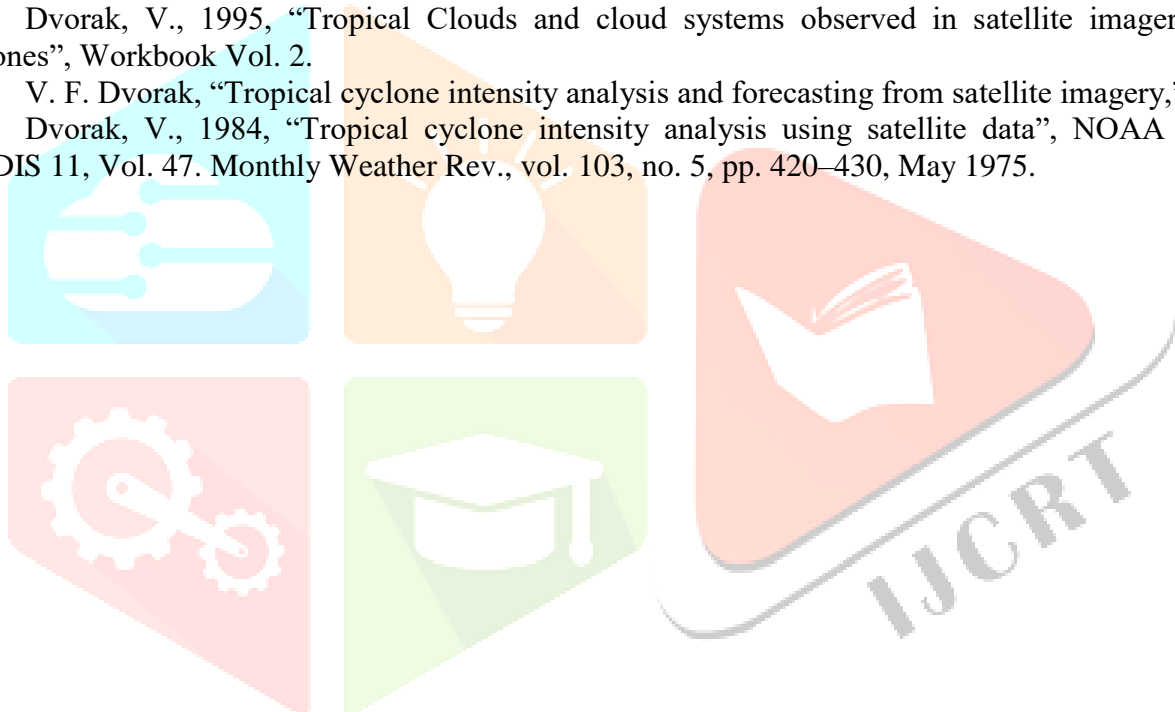 Dvorak, V., 1995, “Tropical Clouds and cloud systems observed in satellite imager
ones”, Workbook Vol. 2.
V. F. Dvorak, “Tropical cyclone intensity analysis and forecasting from satellite imagery,”
Dvorak, V., 1984, “Tropical cyclone intensity analysis using satellite data”, NOAA
DIS 11, Vol. 47. Monthly Weather Rev., vol. 103, no. 5, pp. 420–430, May 1975.
IJCRT